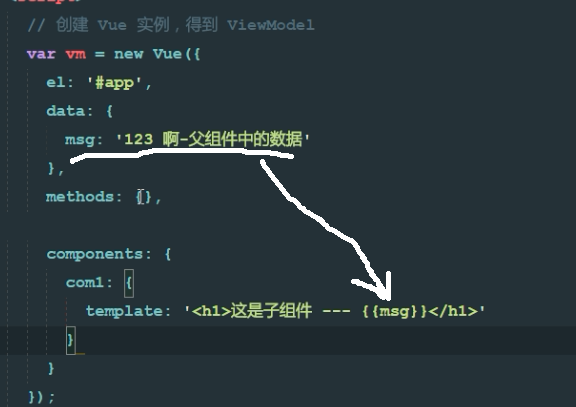 // 创建 Vue 实例，得到 ViewModel
var vm = new Vue({
el: '#app',
data: {
msg: '123 啊-父组件中的数据'
},
methods: {},
components: {
com1: {
template: '<h1>这是子组件 --- {{msg}}</h1>'
}
}
});